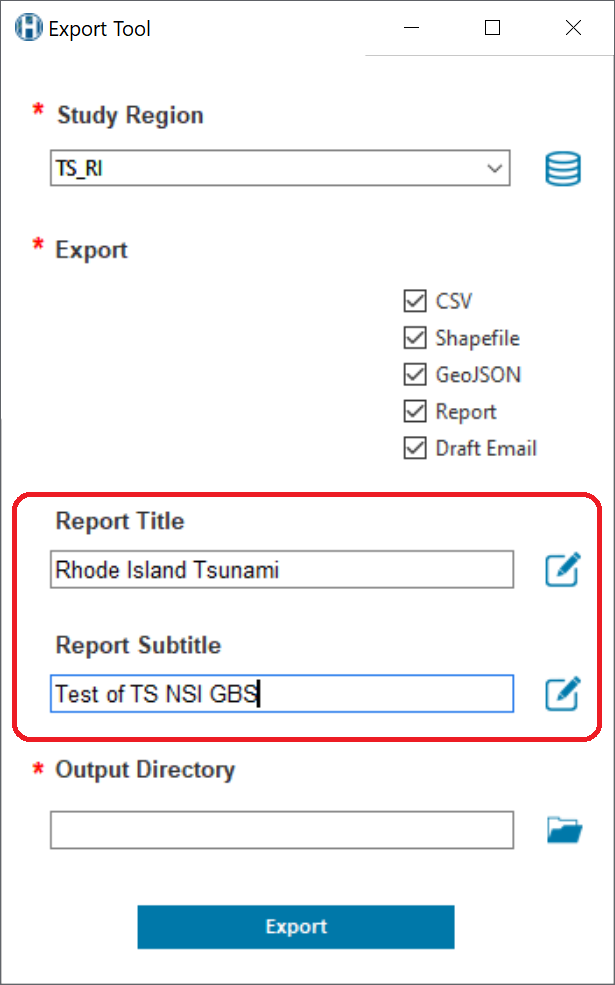 Export Tool
* Study Region
TS_RI
* Export
CSV
Shapefile
GeoJSON
Report
Draft Email
Report Title
Rhode Island Tsunami
Report Subtitle
Test of TS NSI GBS
* Output Directory
Export